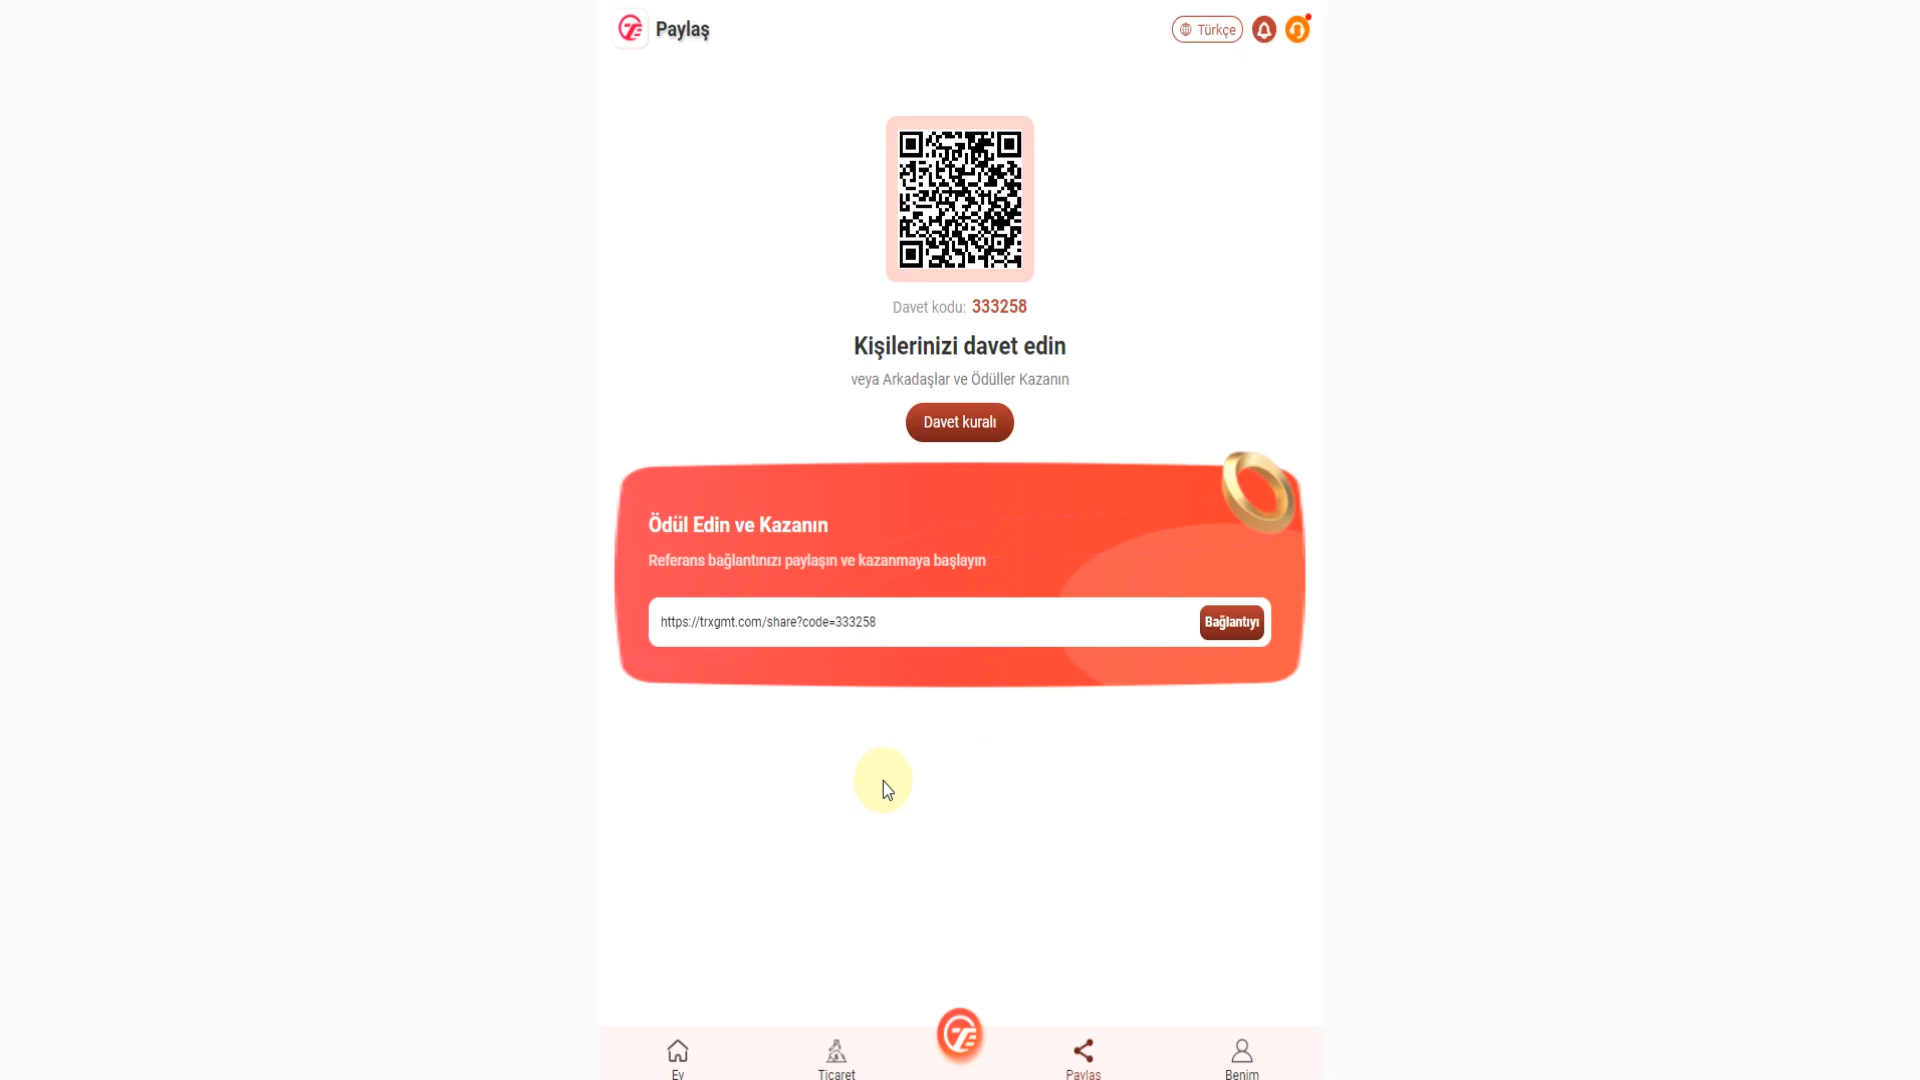 Paylaş
Türkçe
Davet kodu: 333258
Kişilerinizi davet edin
veya Arkadaşlar ve Ödüller Kazanın
Davet kuralı
Ödül Edin ve Kazanın
Referans bağlantınızı paylaşın ve kazanmaya başlayın
https://trxgmt.com/share?code=333258
Bağlantıyı
Ev
Ticaret
Paylaş
Benim